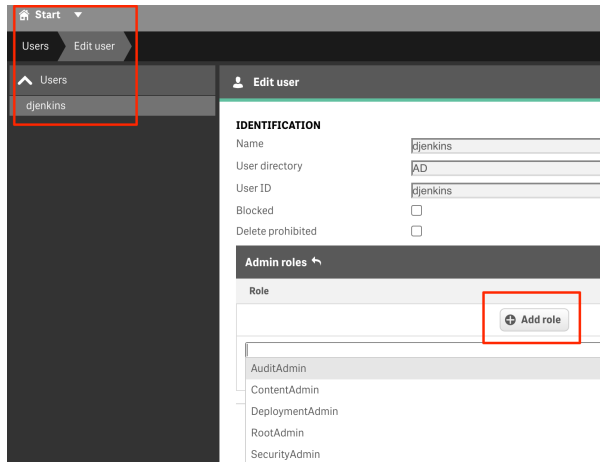 Start
Users Edit user
Users
djenkins
Edit user
IDENTIFICATION
Name djenkins
User directory AD
User ID djenkins
Blocked
Delete prohibited
Admin roles
Role
Add role
AuditAdmin
ContentAdmin
DeploymentAdmin
RootAdmin
SecurityAdmin